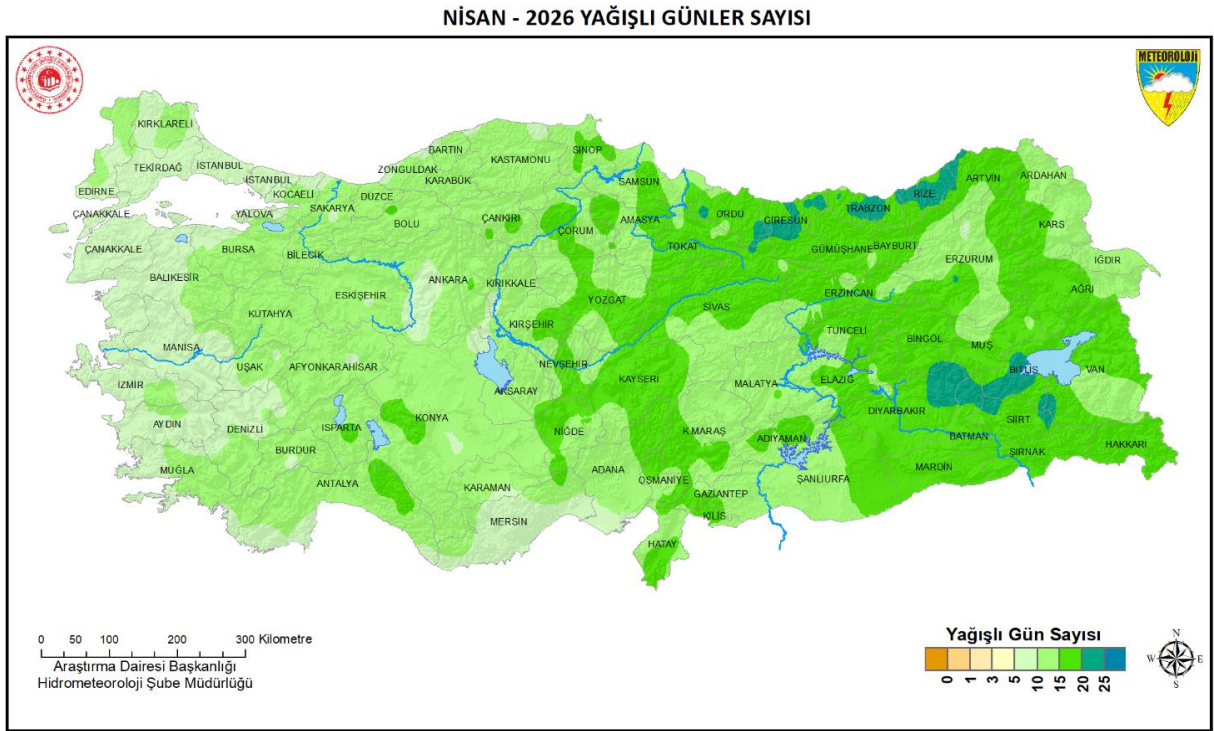 NİSAN - 2026 YAĞIŞLI GÜNLER SAYISI
METEOROLOJİ
KIRKLARELİ
TEKİRDAĞ
İSTANBUL
EDİRNE
İSTANBUL
KOCAELİ
ÇANAKKALE
YALOVA
SAKARYA
DÜZCE
ZONGULDAK
BARTIN
KARABÜK
KASTAMONU
SİNOP
SAMSUN
ÇANAKKALE
BURSA
BİLECİK
BOLU
ÇANKIRI
ÇORUM
AMASYA
ORDU
GİRESUN
TRABZON
RİZE
ARTVİN
ARDAHAN
KARS
BALIKESİR
ESKİŞEHİR
ANKARA
KIRIKKALE
TOKAT
GÜMÜŞHANE
BAYBURT
ERZURUM
IĞDIR
KUTAHYA
YOZGAT
SİVAS
ERZİNCAN
AĞRI
MANİSA
KIRŞEHİR
TUNCELİ
BİNGÖL
MUŞ
UŞAK
AFYONKARAHİSAR
NEVŞEHİR
KAYSERİ
MALATYA
ELAZIĞ
BİTLİS
VAN
İZMİR
AKSARAY
AYDIN
DENİZLİ
ISPARTA
KONYA
NİĞDE
K.MARAŞ
ADIYAMAN
DİYARBAKIR
SİİRT
BATMAN
HAKKARİ
BURDUR
ŞIRNAK
MUĞLA
ANTALYA
KARAMAN
ADANA
OSMANİYE
GAZİANTEP
ŞANLIURFA
MARDİN
MERSİN
KİLİS
HATAY
0 50 100 200 300 Kilometre
Araştırma Dairesi Başkanlığı
Hidrometeoroloji Şube Müdürlüğü
Yağışlı Gün Sayısı
0 1 3 5 10 15 20 25
N
W E
S